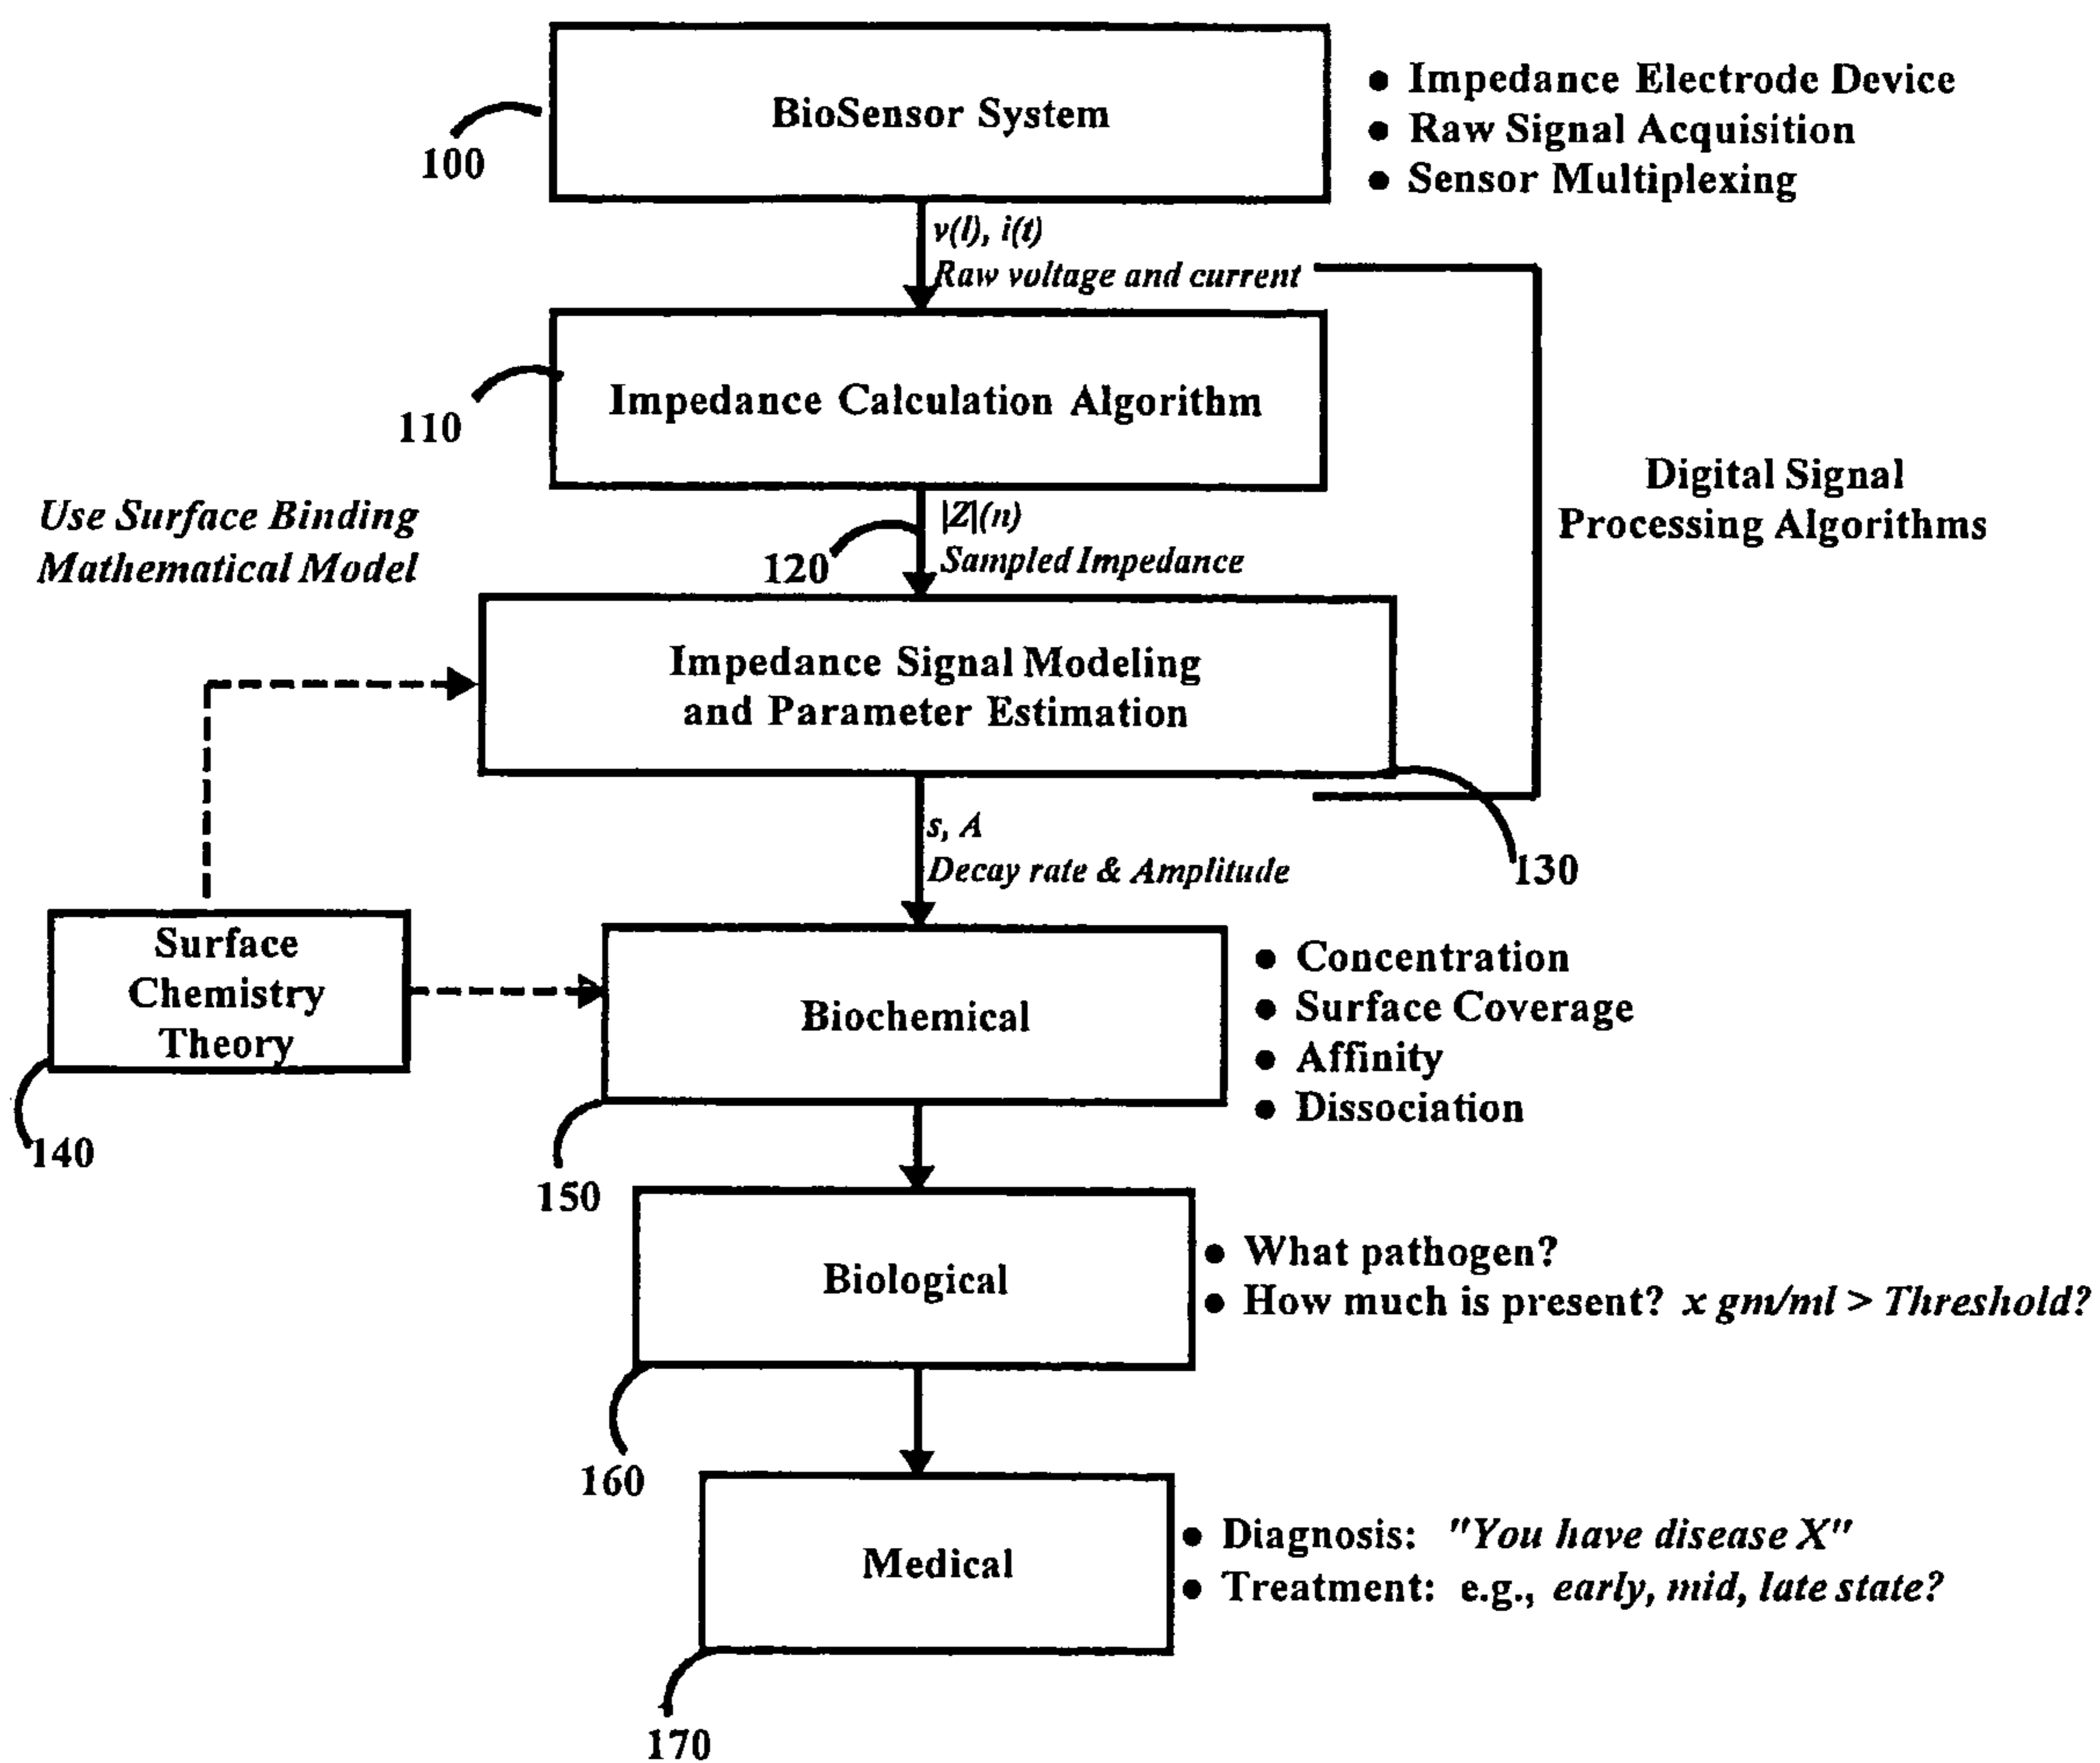 BioSensor System
• Impedance Electrode Device
• Raw Signal Acquisition
• Sensor Multiplexing
100
v(l), i(t)
Raw voltage and current
Impedance Calculation Algorithm
110
Digital Signal
Processing Algorithms
Use Surface Binding
Mathematical Model
|Z|(n)
Sampled Impedance
120
Impedance Signal Modeling
and Parameter Estimation
s, A
Decay rate & Amplitude
130
Surface
Chemistry
Theory
140
Biochemical
• Concentration
• Surface Coverage
• Affinity
• Dissociation
150
Biological
• What pathogen?
• How much is present? x gm/ml > Threshold?
160
Medical
• Diagnosis: "You have disease X"
• Treatment: e.g., early, mid, late state?
170